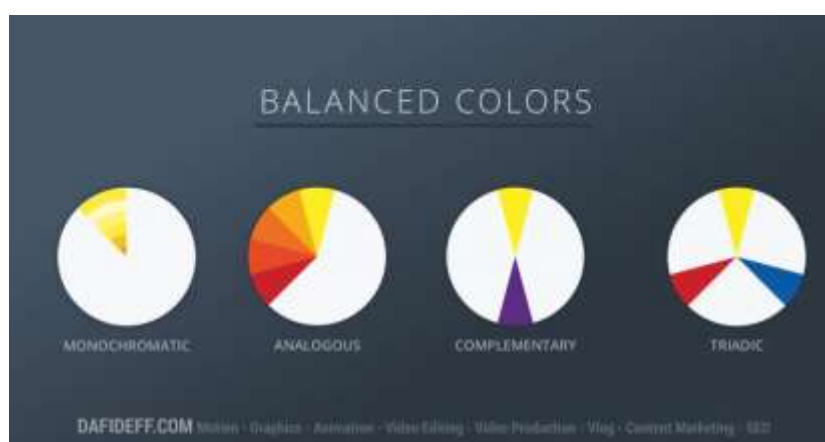 BALANCED COLORS
MONOCHROMATIC ANALOGOUS COMPLEMENTARY TRIADIC
DAFIDEFF.COM Motion - Graphics - Animation - Video Editing - Video Production - Vlog - Content Marketing - SEO